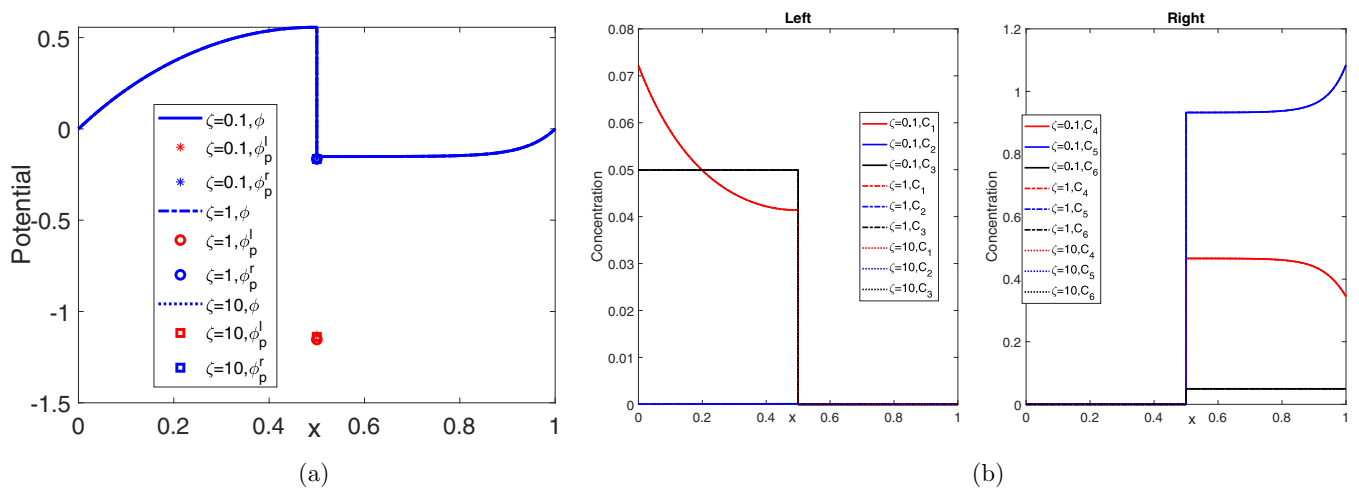 0.5
0
-0.5
-1
-1.5
Potential
0 0.2 0.4 0.6 0.8 1
x
ζ=0.1,ϕ
ζ=0.1,ϕ_p^l
ζ=0.1,ϕ_p^r
ζ=1,ϕ
ζ=1,ϕ_p^l
ζ=1,ϕ_p^r
ζ=10,ϕ
ζ=10,ϕ_p^l
ζ=10,ϕ_p^r
(a)
Left
0.08
0.07
0.06
0.05
0.04
0.03
0.02
0.01
0
Concentration
0 0.2 0.4 0.6 0.8 1
x
ζ=0.1,C_1
ζ=0.1,C_2
ζ=0.1,C_3
ζ=1,C_1
ζ=1,C_2
ζ=1,C_3
ζ=10,C_1
ζ=10,C_2
ζ=10,C_3
Right
1.2
1
0.8
0.6
0.4
0.2
0
Concentration
0 0.2 0.4 0.6 0.8 1
x
ζ=0.1,C_4
ζ=0.1,C_5
ζ=0.1,C_6
ζ=1,C_4
ζ=1,C_5
ζ=1,C_6
ζ=10,C_4
ζ=10,C_5
ζ=10,C_6
(b)